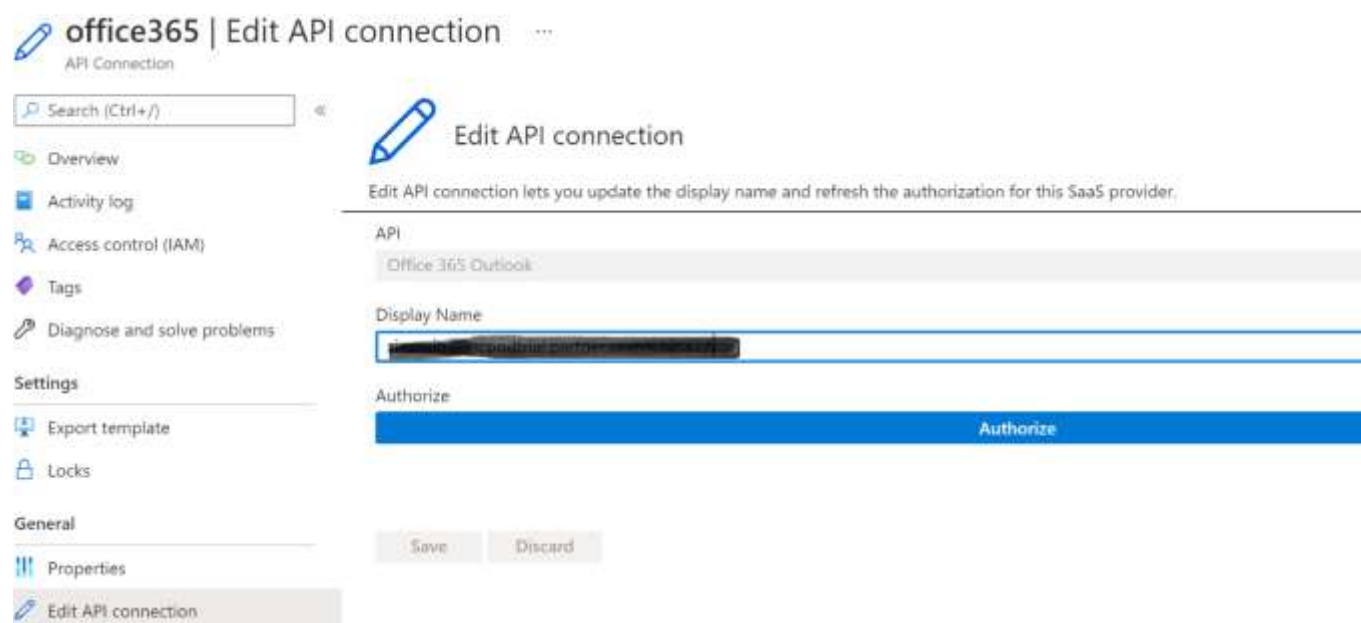 office365 | Edit API connection ...
API Connection
Search (Ctrl+/)
«
Overview
Activity log
Access control (IAM)
Tags
Diagnose and solve problems
Settings
Export template
Locks
General
Properties
Edit API connection
Edit API connection
Edit API connection lets you update the display name and refresh the authorization for this SaaS provider.
API
Office 365 Outlook
Display Name
Authorize
Authorize
Save Discard